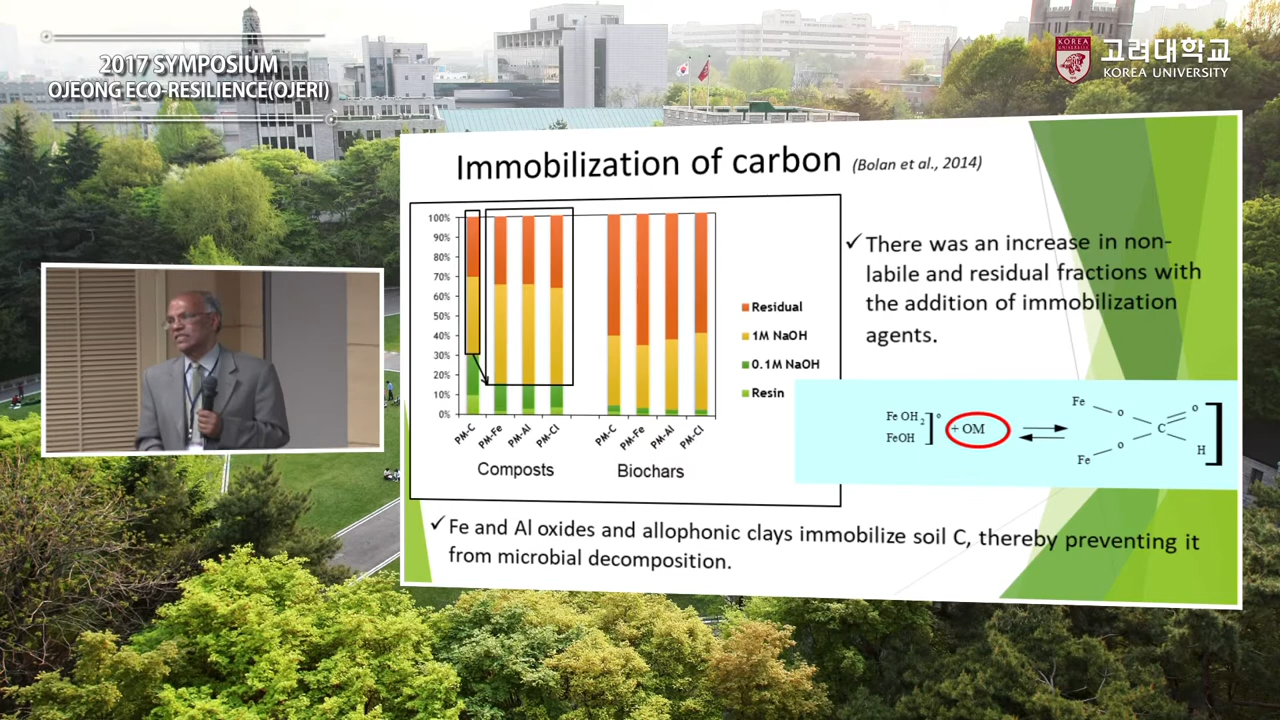 2017 SYMPOSIUM
OJEONG ECO-RESILIENCE(OJERI)
KOREA
UNIVERSITY
고려대학교
KOREA UNIVERSITY
Immobilization of carbon (Bolan et al., 2014)
100%
90%
80%
70%
60%
50%
40%
30%
20%
10%
0%
PM-C
PM-Fe
PM-Al
PM-Cl
PM-C
PM-Fe
PM-Al
PM-Cl
Composts
Biochars
Residual
1M NaOH
0.1M NaOH
Resin
✓ There was an increase in non-
labile and residual fractions with
the addition of immobilization
agents.
Fe OH2
FeOH
]° + OM
Fe
O
C
O
Fe
O
H
✓ Fe and Al oxides and allophonic clays immobilize soil C, thereby preventing it
from microbial decomposition.